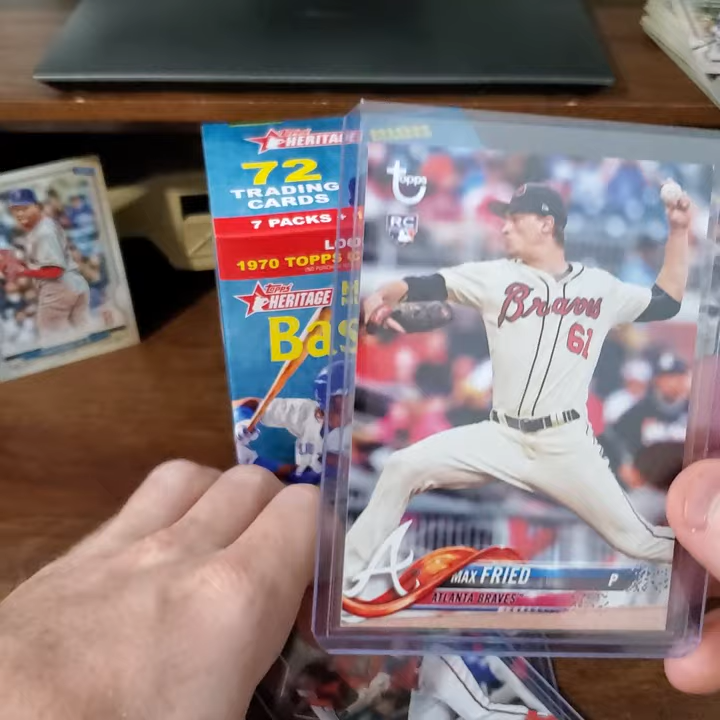 Topps
HERITAGE
72
TRADING
CARDS
7 PACKS +
1970 TOPPS
Topps
HERITAGE
Bas
Topps
RC
Braves
61
A
MAX FRIED
P
ATLANTA BRAVES